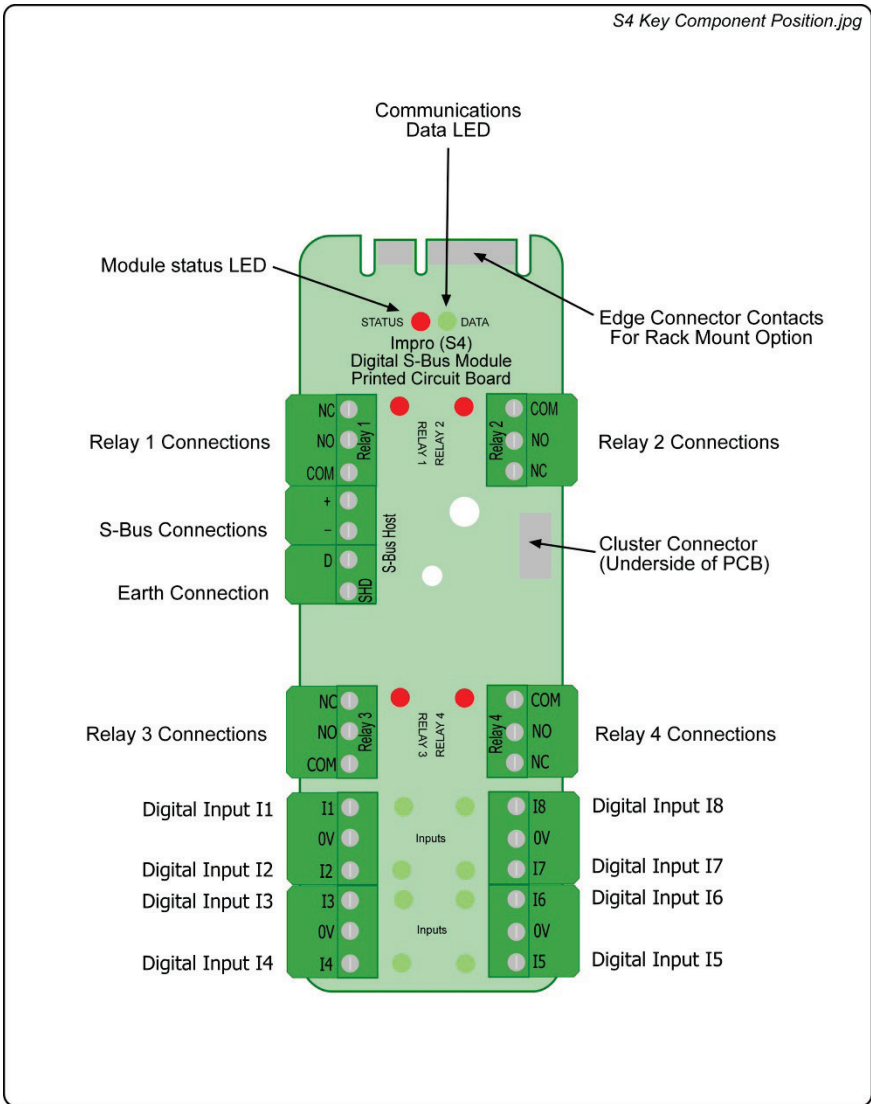 S4 Key Component Position.jpg
Communications
Data LED
Module status LED
Edge Connector Contacts
For Rack Mount Option
STATUS
DATA
Impro (S4)
Digital S-Bus Module
Printed Circuit Board
Relay 1 Connections
NC
NO
COM
Relay 1
RELAY 1
RELAY 2
Relay 2
COM
NO
NC
Relay 2 Connections
S-Bus Connections
+
–
D
SHD
S-Bus Host
Earth Connection
Cluster Connector
(Underside of PCB)
Relay 3 Connections
NC
NO
COM
Relay 3
RELAY 3
RELAY 4
Relay 4
COM
NO
NC
Relay 4 Connections
Digital Input I1
I1
I8
Digital Input I8
0V
Inputs
0V
Digital Input I2
I2
I7
Digital Input I7
Digital Input I3
I3
I6
Digital Input I6
0V
Inputs
0V
Digital Input I4
I4
I5
Digital Input I5